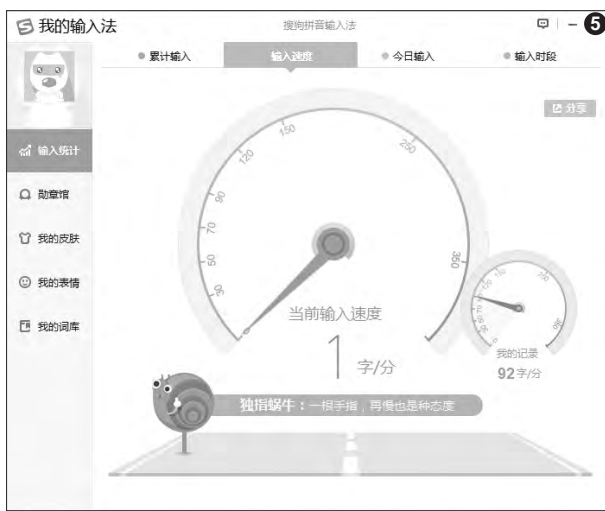 我的输入法
搜狗拼音输入法
❺
累计输入
输入速度
今日输入
输入时段
分享
输入统计
勋章馆
我的皮肤
我的表情
我的词库
30
50
70
90
120
150
250
350
当前输入速度
1字/分
我的记录
92字/分
独指蜗牛：一根手指，再慢也是种态度